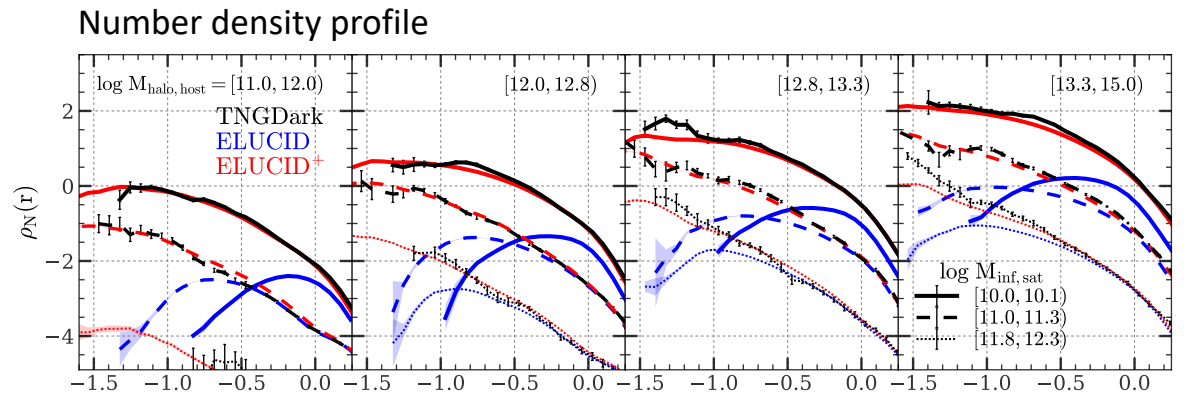 Number density profile
log M_halo,host = [11.0, 12.0)
[12.0, 12.8)
[12.8, 13.3)
[13.3, 15.0)
TNGDark
ELUCID
ELUCID⁺
2
0
−2
−4
ρ_N(r)
log M_inf,sat
[10.0, 10.1)
[11.0, 11.3)
[11.8, 12.3)
−1.5 −1.0 −0.5 0.0 −1.5 −1.0 −0.5 0.0 −1.5 −1.0 −0.5 0.0 −1.5 −1.0 −0.5 0.0